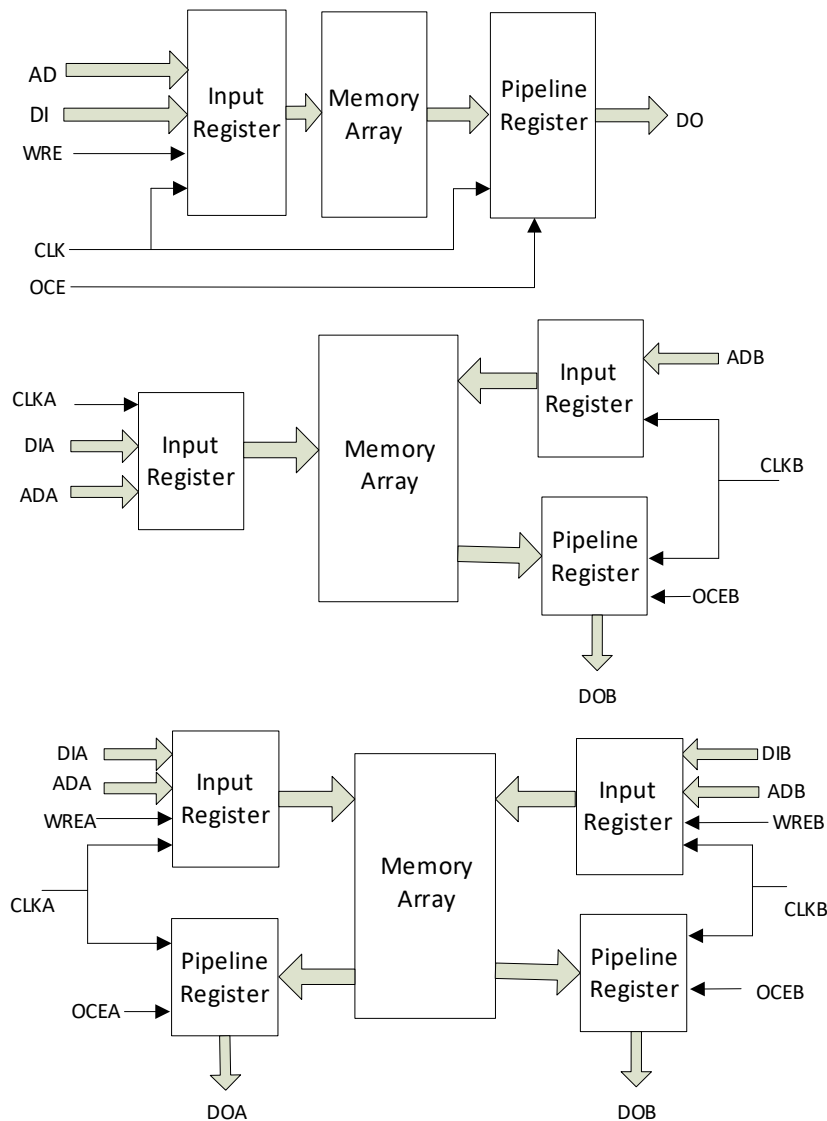 AD
DI
WRE
CLK
OCE
Input
Register
Memory
Array
Pipeline
Register
DO
CLKA
DIA
ADA
Input
Register
Memory
Array
Input
Register
ADB
CLKB
Pipeline
Register
OCEB
DOB
DIA
ADA
WREA
CLKA
OCEA
Input
Register
Pipeline
Register
DOA
Memory
Array
Input
Register
DIB
ADB
WREB
CLKB
Pipeline
Register
OCEB
DOB